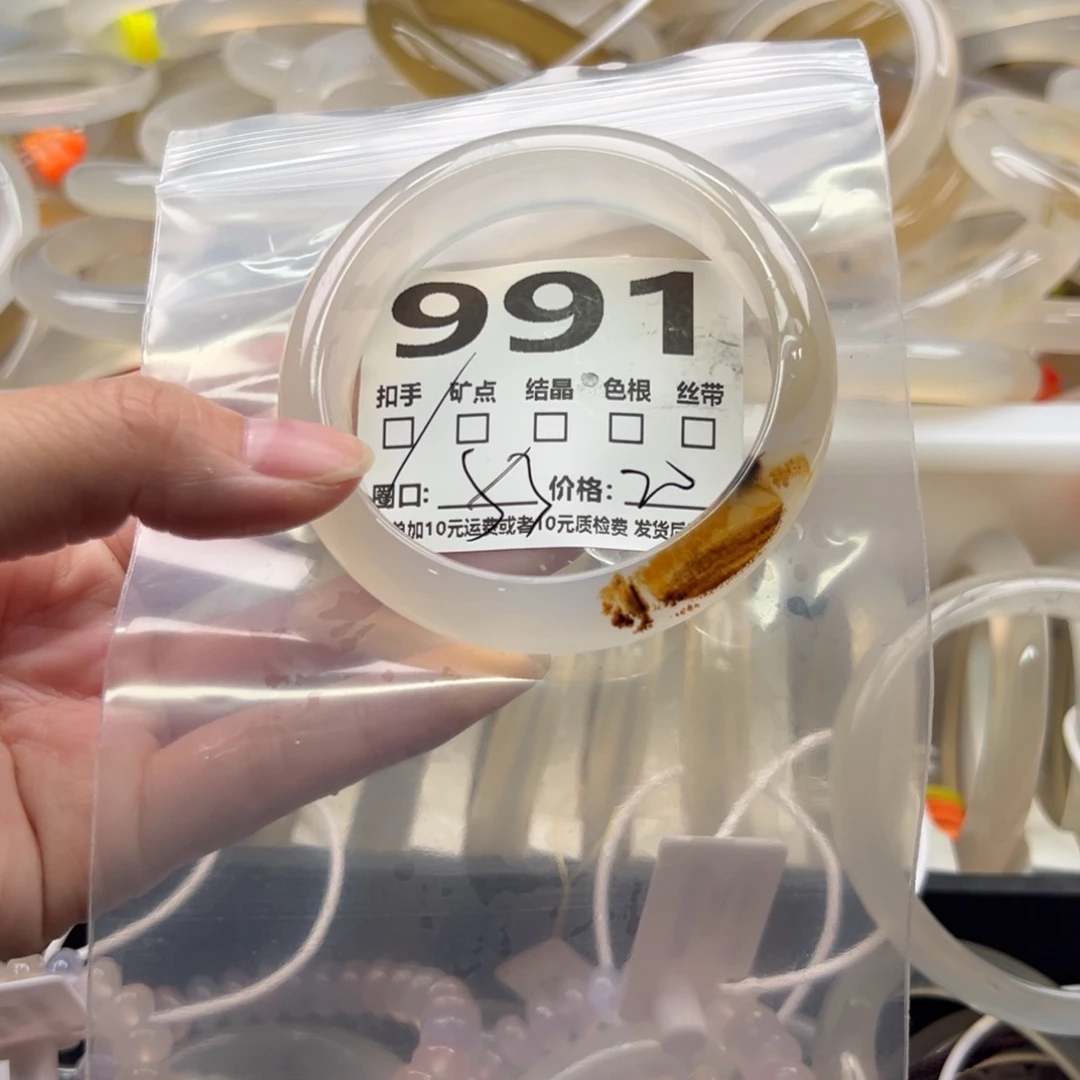 991
扣手 矿点 结晶 色根 丝带
圈口: 价格:
加10元运费或者10元质检费 发货后